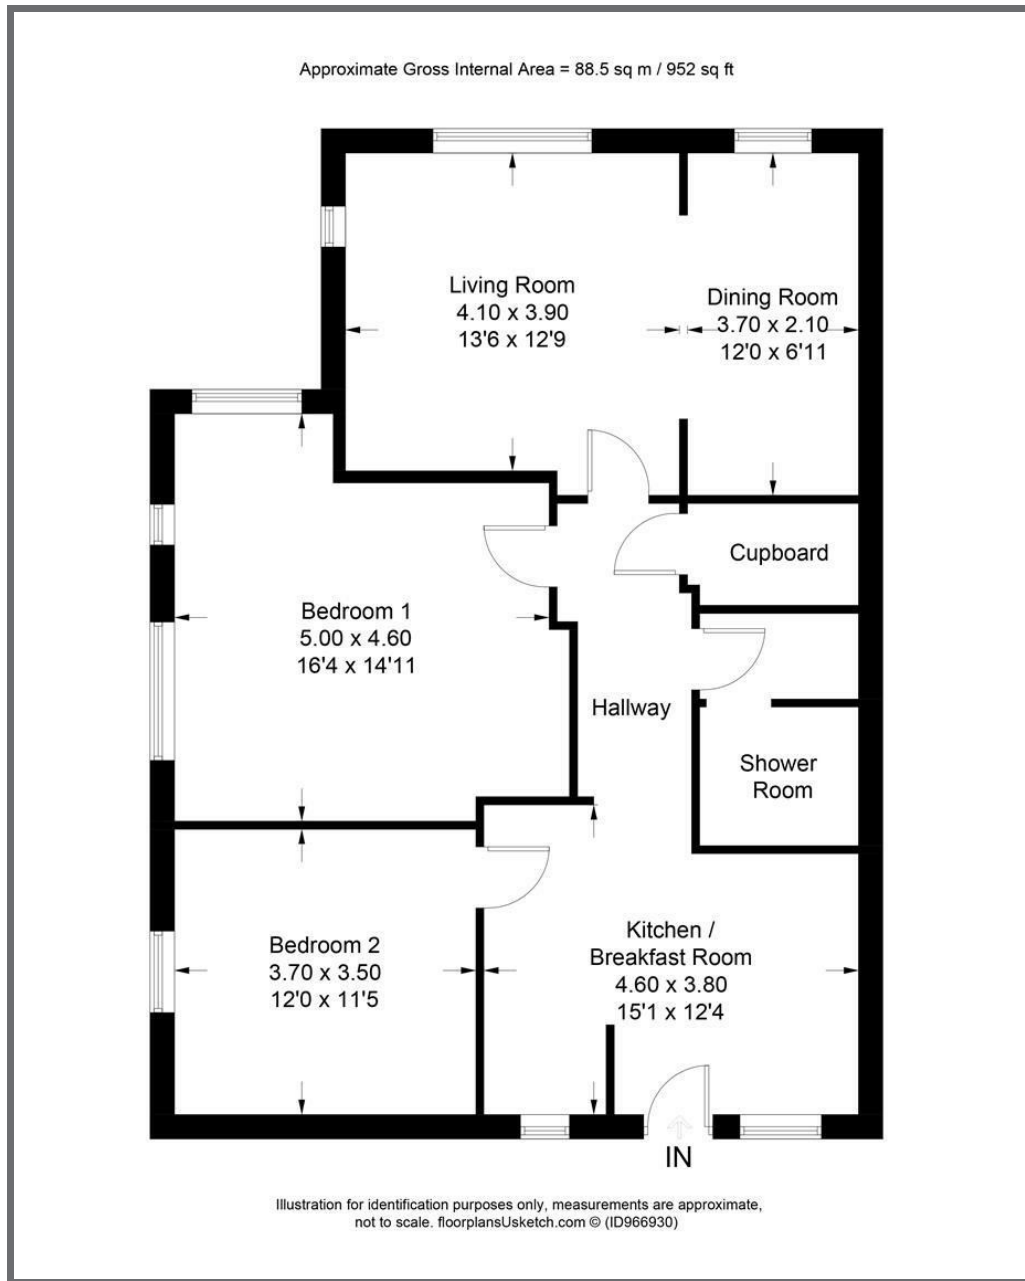 Approximate Gross Internal Area = 88.5 sq m / 952 sq ft
Living Room
4.10 x 3.90
13'6 x 12'9
Dining Room
3.70 x 2.10
12'0 x 6'11
Cupboard
Bedroom 1
5.00 x 4.60
16'4 x 14'11
Hallway
Shower
Room
Bedroom 2
3.70 x 3.50
12'0 x 11'5
Kitchen /
Breakfast Room
4.60 x 3.80
15'1 x 12'4
IN
Illustration for identification purposes only, measurements are approximate,
not to scale. floorplansUsketch.com © (ID966930)